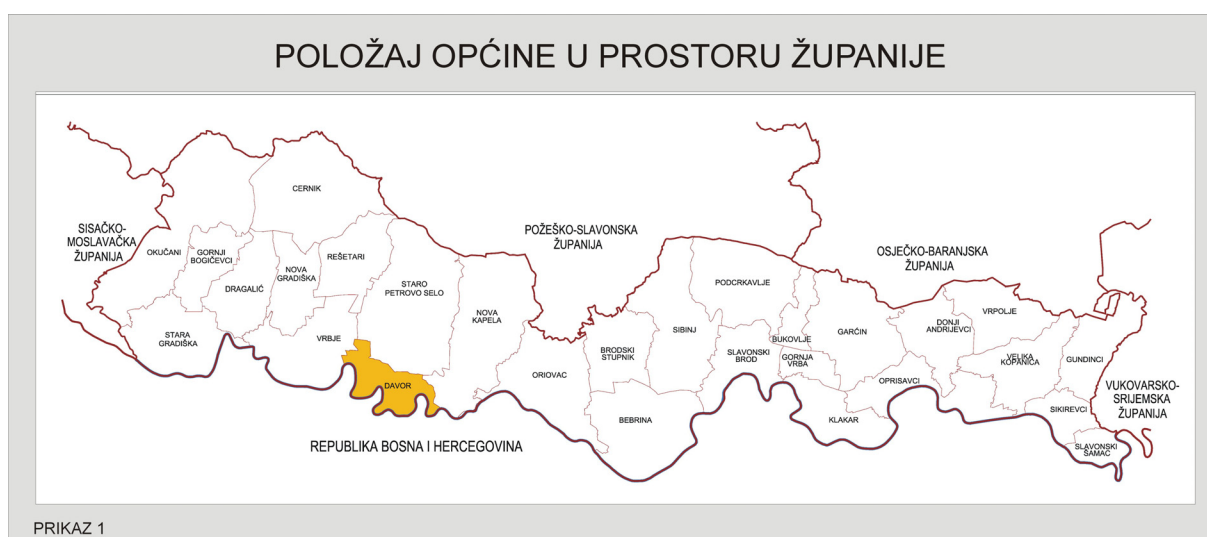 POLOŽAJ OPĆINE U PROSTORU ŽUPANIJE
SISAČKO-
MOSLAVAČKA
ŽUPANIJA
OKUČANI
GORNJI
BOGIČEVCI
CERNIK
DRAGALIĆ
NOVA
GRADIŠKA
REŠETARI
STARA
GRADIŠKA
VRBJE
STARO
PETROVO SELO
DAVOR
NOVA
KAPELA
POŽEŠKO-SLAVONSKA
ŽUPANIJA
ORIOVAC
BRODSKI
STUPNIK
BEBRINA
SIBINJ
PODCRKAVLJE
SLAVONSKI
BROD
BUKOVLJE
GORNJA
VRBA
GARČIN
KLAKAR
OPRISAVCI
OSJEČKO-BARANJSKA
ŽUPANIJA
DONJI
ANDRIJEVCI
VRPOLJE
VELIKA
KOPANICA
GUNDINCI
SIKIREVCI
SLAVONSKI
ŠAMAC
VUKOVARSKO-
SRIJEMSKA
ŽUPANIJA
REPUBLIKA BOSNA I HERCEGOVINA
PRIKAZ 1